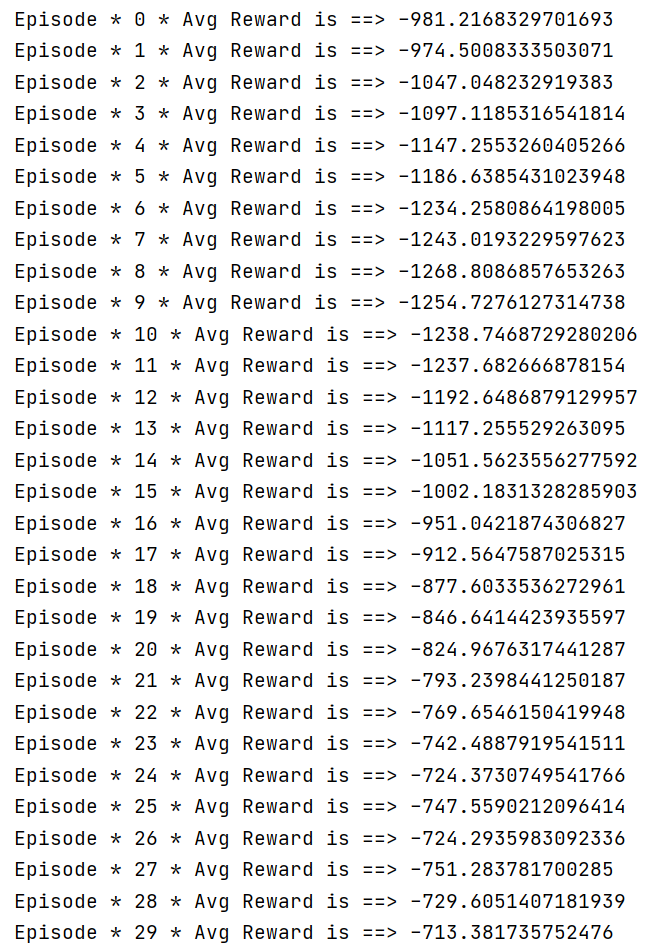 Episode * 0 * Avg Reward is ==> -981.2168329701693
Episode * 1 * Avg Reward is ==> -974.5008333503071
Episode * 2 * Avg Reward is ==> -1047.048232919383
Episode * 3 * Avg Reward is ==> -1097.1185316541814
Episode * 4 * Avg Reward is ==> -1147.2553260405266
Episode * 5 * Avg Reward is ==> -1186.6385431023948
Episode * 6 * Avg Reward is ==> -1234.2580864198005
Episode * 7 * Avg Reward is ==> -1243.0193229597623
Episode * 8 * Avg Reward is ==> -1268.8086857653263
Episode * 9 * Avg Reward is ==> -1254.7276127314738
Episode * 10 * Avg Reward is ==> -1238.7468729280206
Episode * 11 * Avg Reward is ==> -1237.682666878154
Episode * 12 * Avg Reward is ==> -1192.6486879129957
Episode * 13 * Avg Reward is ==> -1117.255529263095
Episode * 14 * Avg Reward is ==> -1051.5623556277592
Episode * 15 * Avg Reward is ==> -1002.1831328285903
Episode * 16 * Avg Reward is ==> -951.0421874306827
Episode * 17 * Avg Reward is ==> -912.5647587025315
Episode * 18 * Avg Reward is ==> -877.6033536272961
Episode * 19 * Avg Reward is ==> -846.6414423935597
Episode * 20 * Avg Reward is ==> -824.9676317441287
Episode * 21 * Avg Reward is ==> -793.2398441250187
Episode * 22 * Avg Reward is ==> -769.6546150419948
Episode * 23 * Avg Reward is ==> -742.4887919541511
Episode * 24 * Avg Reward is ==> -724.3730749541766
Episode * 25 * Avg Reward is ==> -747.5590212096414
Episode * 26 * Avg Reward is ==> -724.2935983092336
Episode * 27 * Avg Reward is ==> -751.283781700285
Episode * 28 * Avg Reward is ==> -729.6051407181939
Episode * 29 * Avg Reward is ==> -713.381735752476